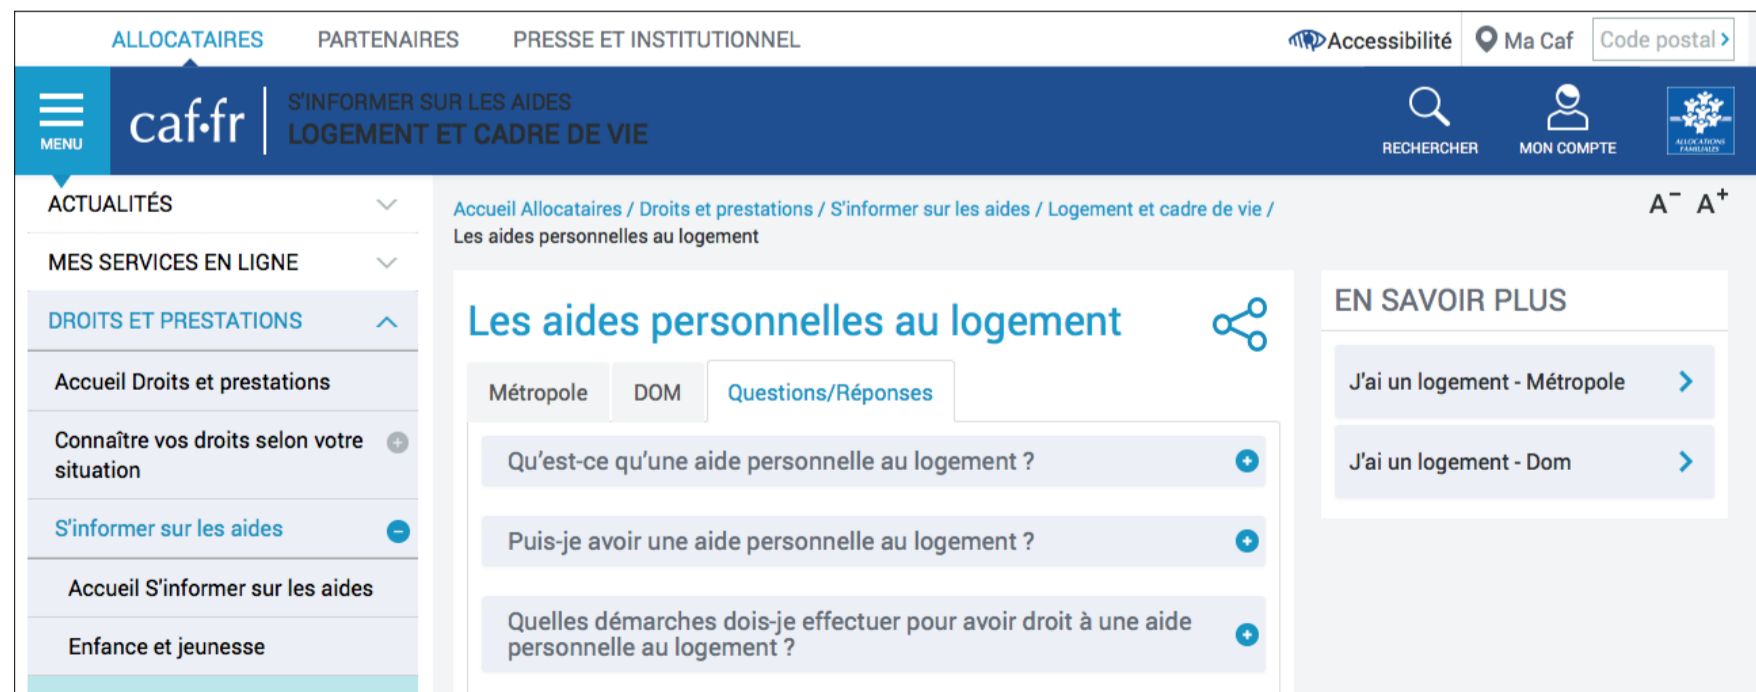 ALLOCATAIRES PARTENAIRES PRESSE ET INSTITUTIONNEL Accessibilité Ma Caf Code postal
MENU
caf.fr
S'INFORMER SUR LES AIDES
LOGEMENT ET CADRE DE VIE
RECHERCHER MON COMPTE
ALLOCATIONS
FAMILIALES
ACTUALITÉS
MES SERVICES EN LIGNE
DROITS ET PRESTATIONS
Accueil Droits et prestations
Connaître vos droits selon votre
situation
S'informer sur les aides
Accueil S'informer sur les aides
Enfance et jeunesse
Accueil Allocataires / Droits et prestations / S'informer sur les aides / Logement et cadre de vie /
Les aides personnelles au logement
A- A+
Les aides personnelles au logement
Métropole DOM Questions/Réponses
Qu'est-ce qu'une aide personnelle au logement ?
Puis-je avoir une aide personnelle au logement ?
Quelles démarches dois-je effectuer pour avoir droit à une aide
personnelle au logement ?
EN SAVOIR PLUS
J'ai un logement - Métropole
J'ai un logement - Dom